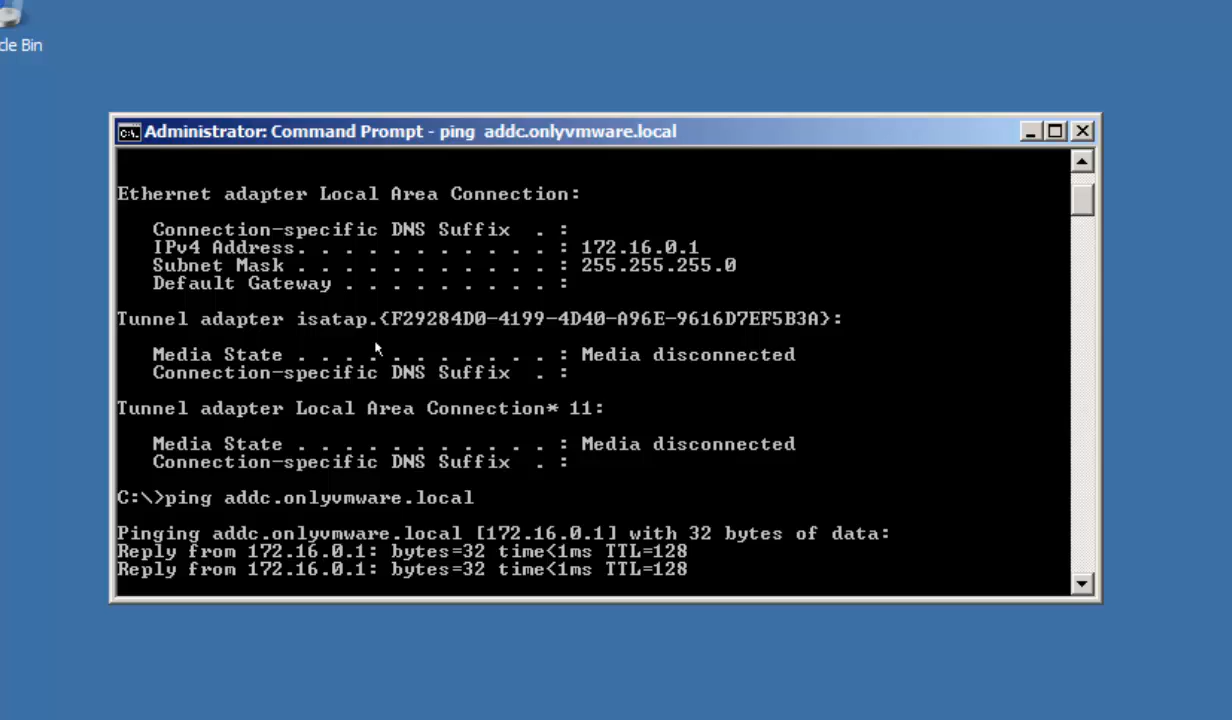 cle Bin
Administrator: Command Prompt - ping addc.onlyvmware.local
Ethernet adapter Local Area Connection:
Connection-specific DNS Suffix . :
IPv4 Address. . . . . . . . . . . : 172.16.0.1
Subnet Mask . . . . . . . . . . . : 255.255.255.0
Default Gateway . . . . . . . . . :
Tunnel adapter isatap.{F29284D0-4199-4D40-A96E-9616D7EF5B3A}:
Media State . . . . . . . . . . . : Media disconnected
Connection-specific DNS Suffix . :
Tunnel adapter Local Area Connection* 11:
Media State . . . . . . . . . . . : Media disconnected
Connection-specific DNS Suffix . :
C:\>ping addc.onlyvmware.local
Pinging addc.onlyvmware.local [172.16.0.1] with 32 bytes of data:
Reply from 172.16.0.1: bytes=32 time<1ms TTL=128
Reply from 172.16.0.1: bytes=32 time<1ms TTL=128